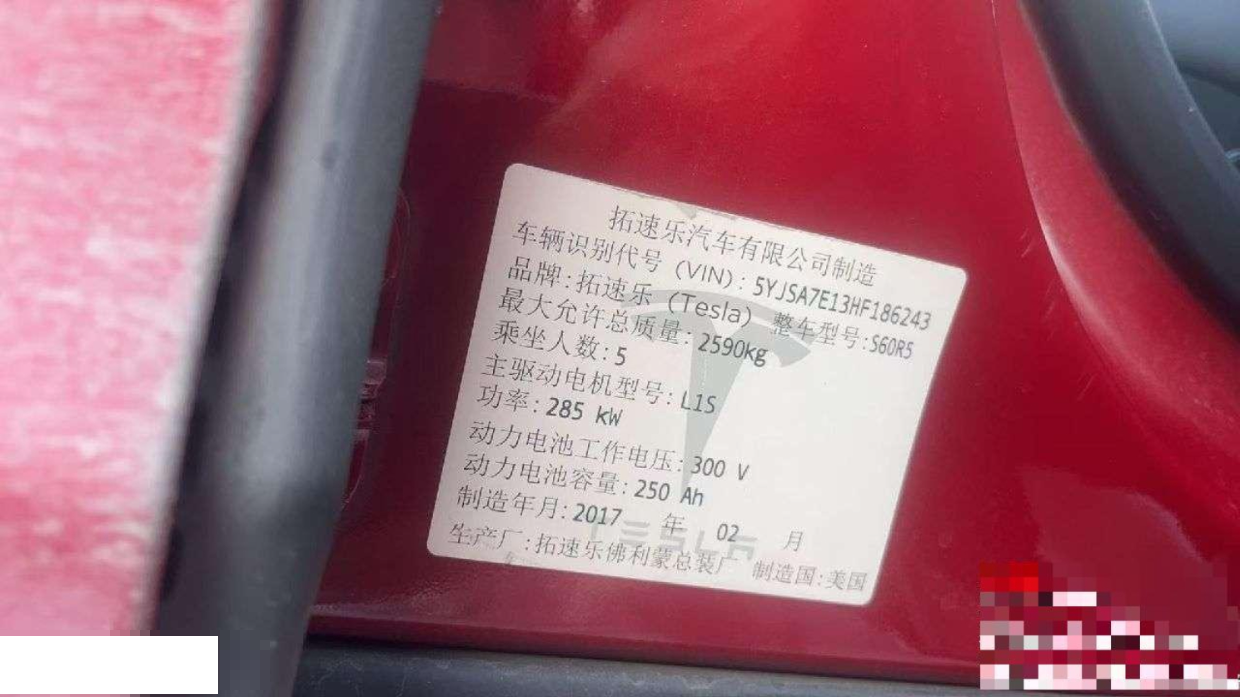 拓速乐汽车有限公司制造
车辆识别代号（VIN）: 5YJSA7E13HF186243
品牌:拓速乐（Tesla） 整车型号:S60R5
最大允许总质量: 2590kg
乘坐人数: 5
主驱动电机型号: L1S
功率: 285 kW
动力电池工作电压: 300 V
动力电池容量: 250 Ah
制造年月: 2017 年 02 月
TESLA
生产厂:拓速乐佛利蒙总装厂 制造国:美国